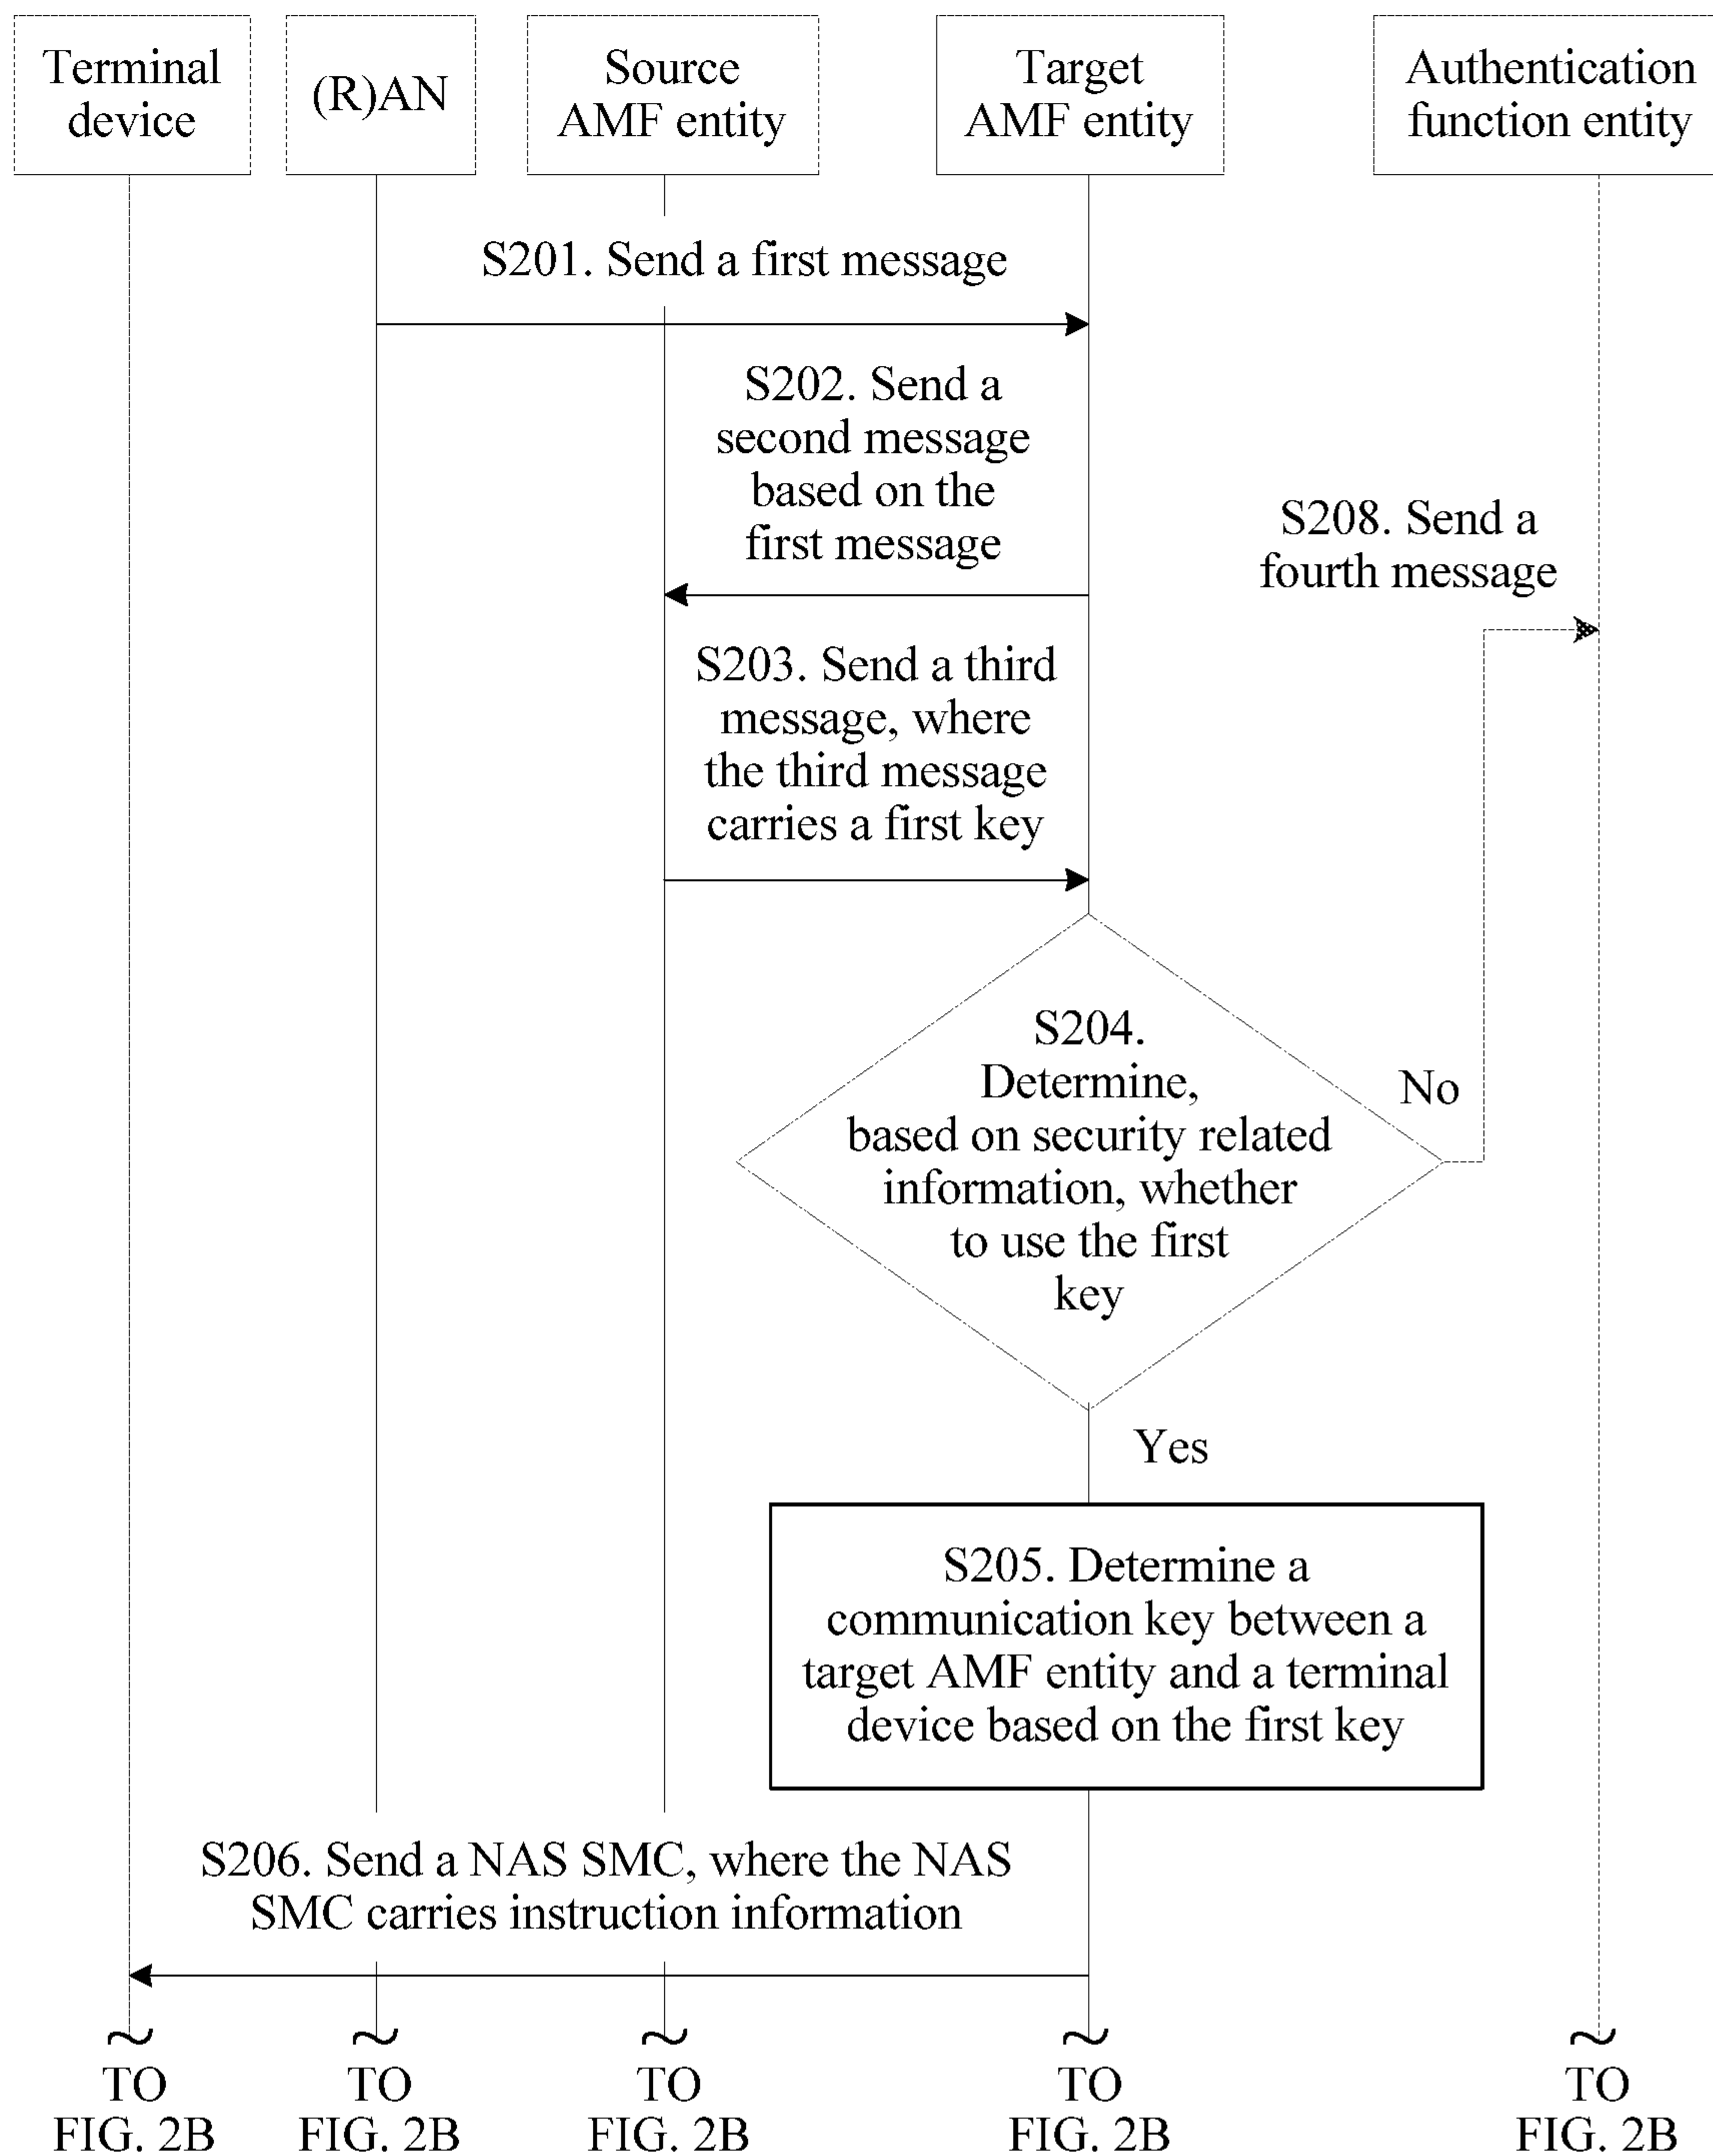 Terminal
device
(R)AN
Source
AMF entity
Target
AMF entity
Authentication
function entity
S201. Send a first message
S202. Send a
second message
based on the
first message
S208. Send a
fourth message
S203. Send a third
message, where
the third message
carries a first key
S204.
Determine,
based on security related
information, whether
to use the first
key
No
Yes
S205. Determine a
communication key between a
target AMF entity and a terminal
device based on the first key
S206. Send a NAS SMC, where the NAS
SMC carries instruction information
TO
FIG. 2B
TO
FIG. 2B
TO
FIG. 2B
TO
FIG. 2B
TO
FIG. 2B